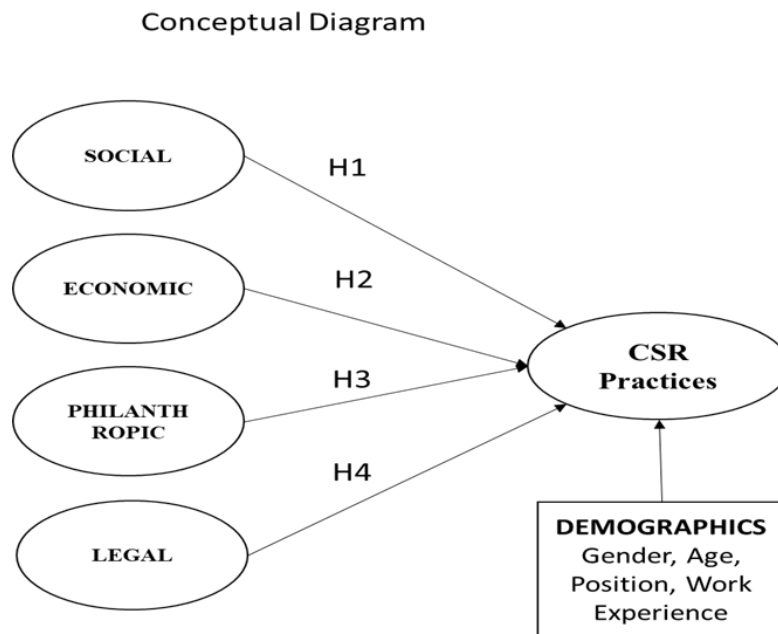 Conceptual Diagram
SOCIAL
H1
ECONOMIC
H2
PHILANTH
ROPIC
H3
LEGAL
H4
CSR
Practices
DEMOGRAPHICS
Gender, Age,
Position, Work
Experience